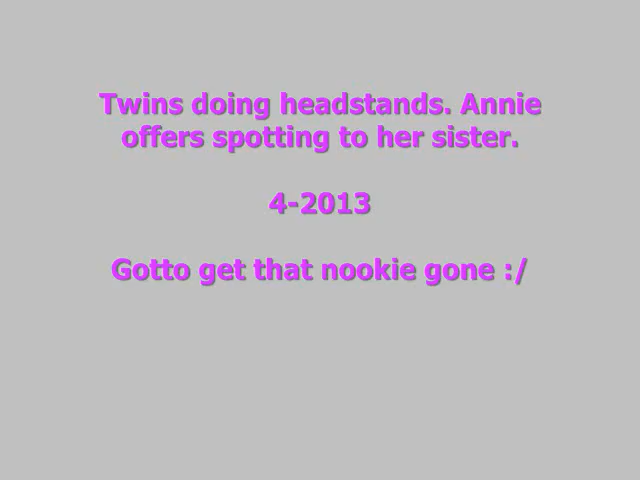 Twins doing headstands. Annie
offers spotting to her sister.
4-2013
Gotto get that nookie gone :/